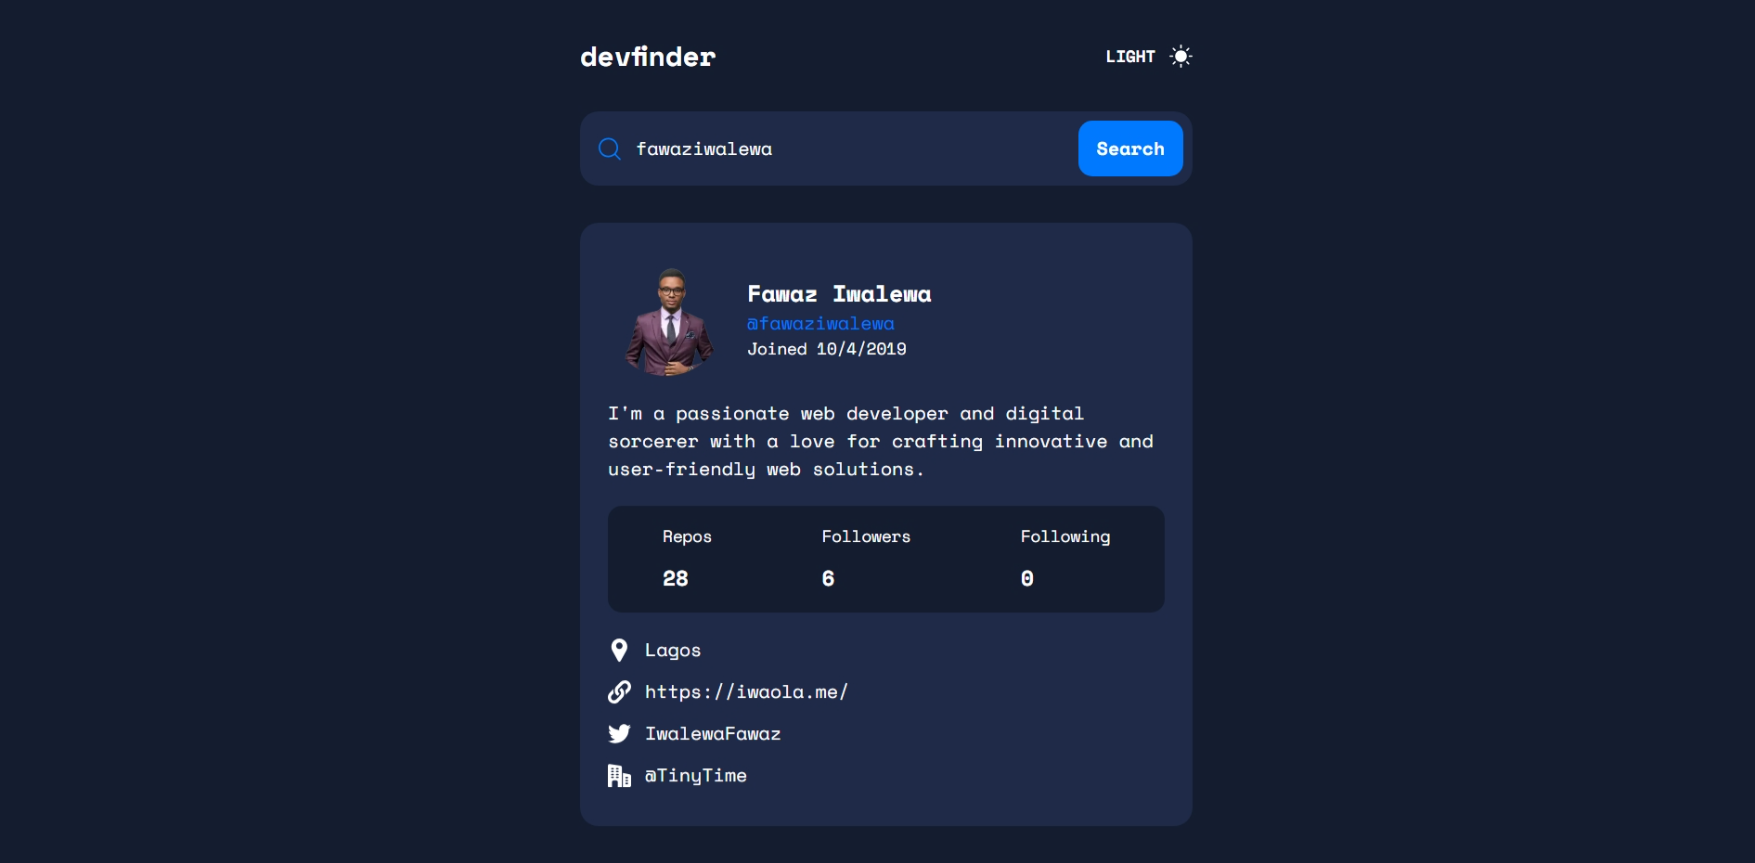 devfinder
LIGHT
fawaziwalewa
Search
Fawaz Iwalewa
@fawaziwalewa
Joined 10/4/2019
I'm a passionate web developer and digital
sorcerer with a love for crafting innovative and
user-friendly web solutions.
Repos Followers Following
28 6 0
Lagos
https://iwaola.me/
IwalewaFawaz
@TinyTime